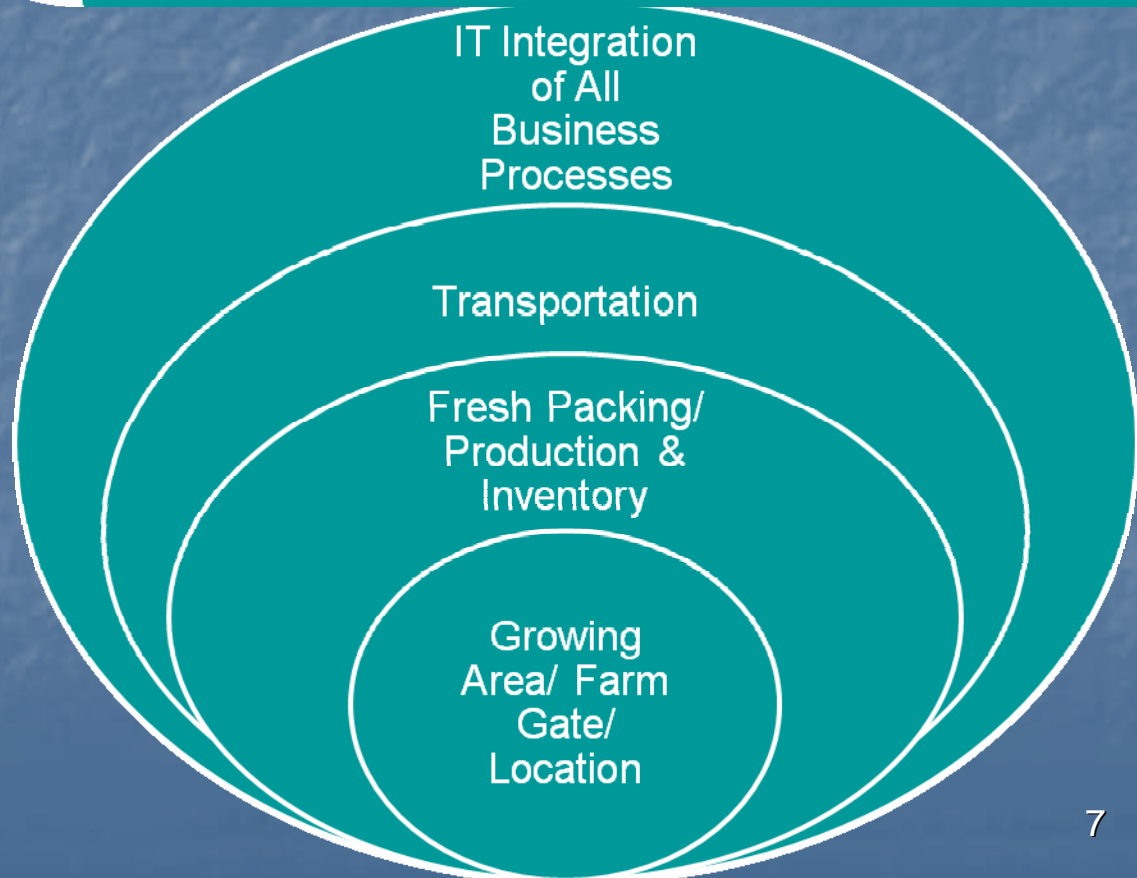 IT Integration
of All
Business
Processes
Transportation
Fresh Packing/
Production &
Inventory
Growing
Area/ Farm
Gate/
Location
7